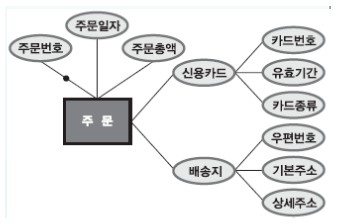 주문일자
주문번호
주문총액
주 문
신용카드
카드번호
유효기간
카드종류
배송지
우편번호
기본주소
상세주소